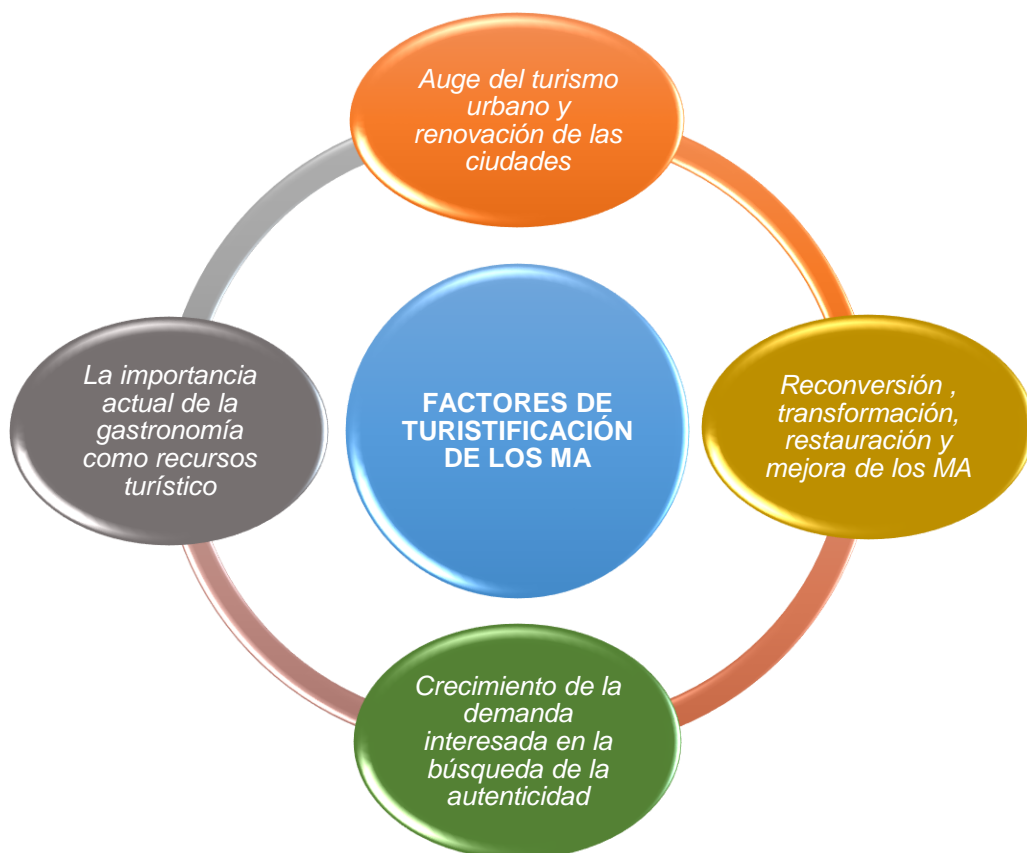 Auge del turismo
urbano y
renovación de las
ciudades
La importancia
actual de la
gastronomía
como recursos
turístico
FACTORES DE
TURISTIFICACIÓN
DE LOS MA
Reconversión ,
transformación,
restauración y
mejora de los MA
Crecimiento de la
demanda
interesada en la
búsqueda de la
autenticidad